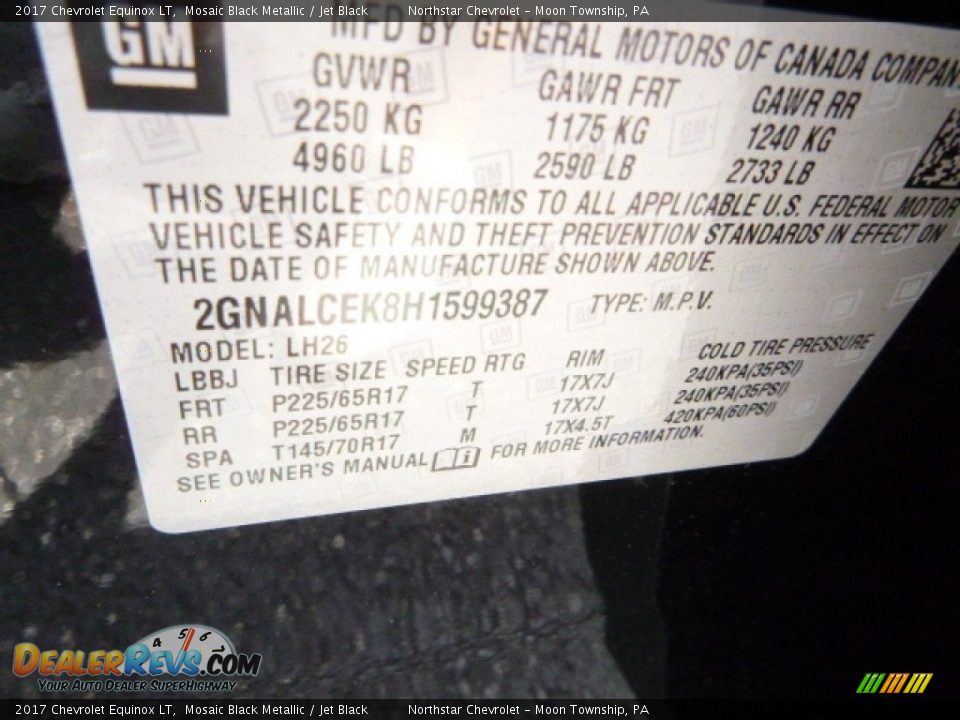 2017 Chevrolet Equinox LT, Mosaic Black Metallic / Jet Black Northstar Chevrolet - Moon Township, PA
GM
MFD BY GENERAL MOTORS OF CANADA COMPANY
GVWR GAWR FRT GAWR RR
2250 KG 1175 KG 1240 KG
4960 LB 2590 LB 2733 LB
THIS VEHICLE CONFORMS TO ALL APPLICABLE U.S. FEDERAL MOTOR
VEHICLE SAFETY AND THEFT PREVENTION STANDARDS IN EFFECT ON
THE DATE OF MANUFACTURE SHOWN ABOVE.
2GNALCEK8H1599387 TYPE: M.P.V.
MODEL: LH26
LBBJ TIRE SIZE SPEED RTG RIM COLD TIRE PRESSURE
FRT P225/65R17 T 17X7J 240KPA(35PSI)
RR P225/65R17 T 17X7J 240KPA(35PSI)
SPA T145/70R17 M 17X4.5T 420KPA(60PSI)
SEE OWNER'S MANUAL FOR MORE INFORMATION.
4 5 6
DealerRevs.com
Your Auto Dealer SuperHighway
2017 Chevrolet Equinox LT, Mosaic Black Metallic / Jet Black Northstar Chevrolet - Moon Township, PA